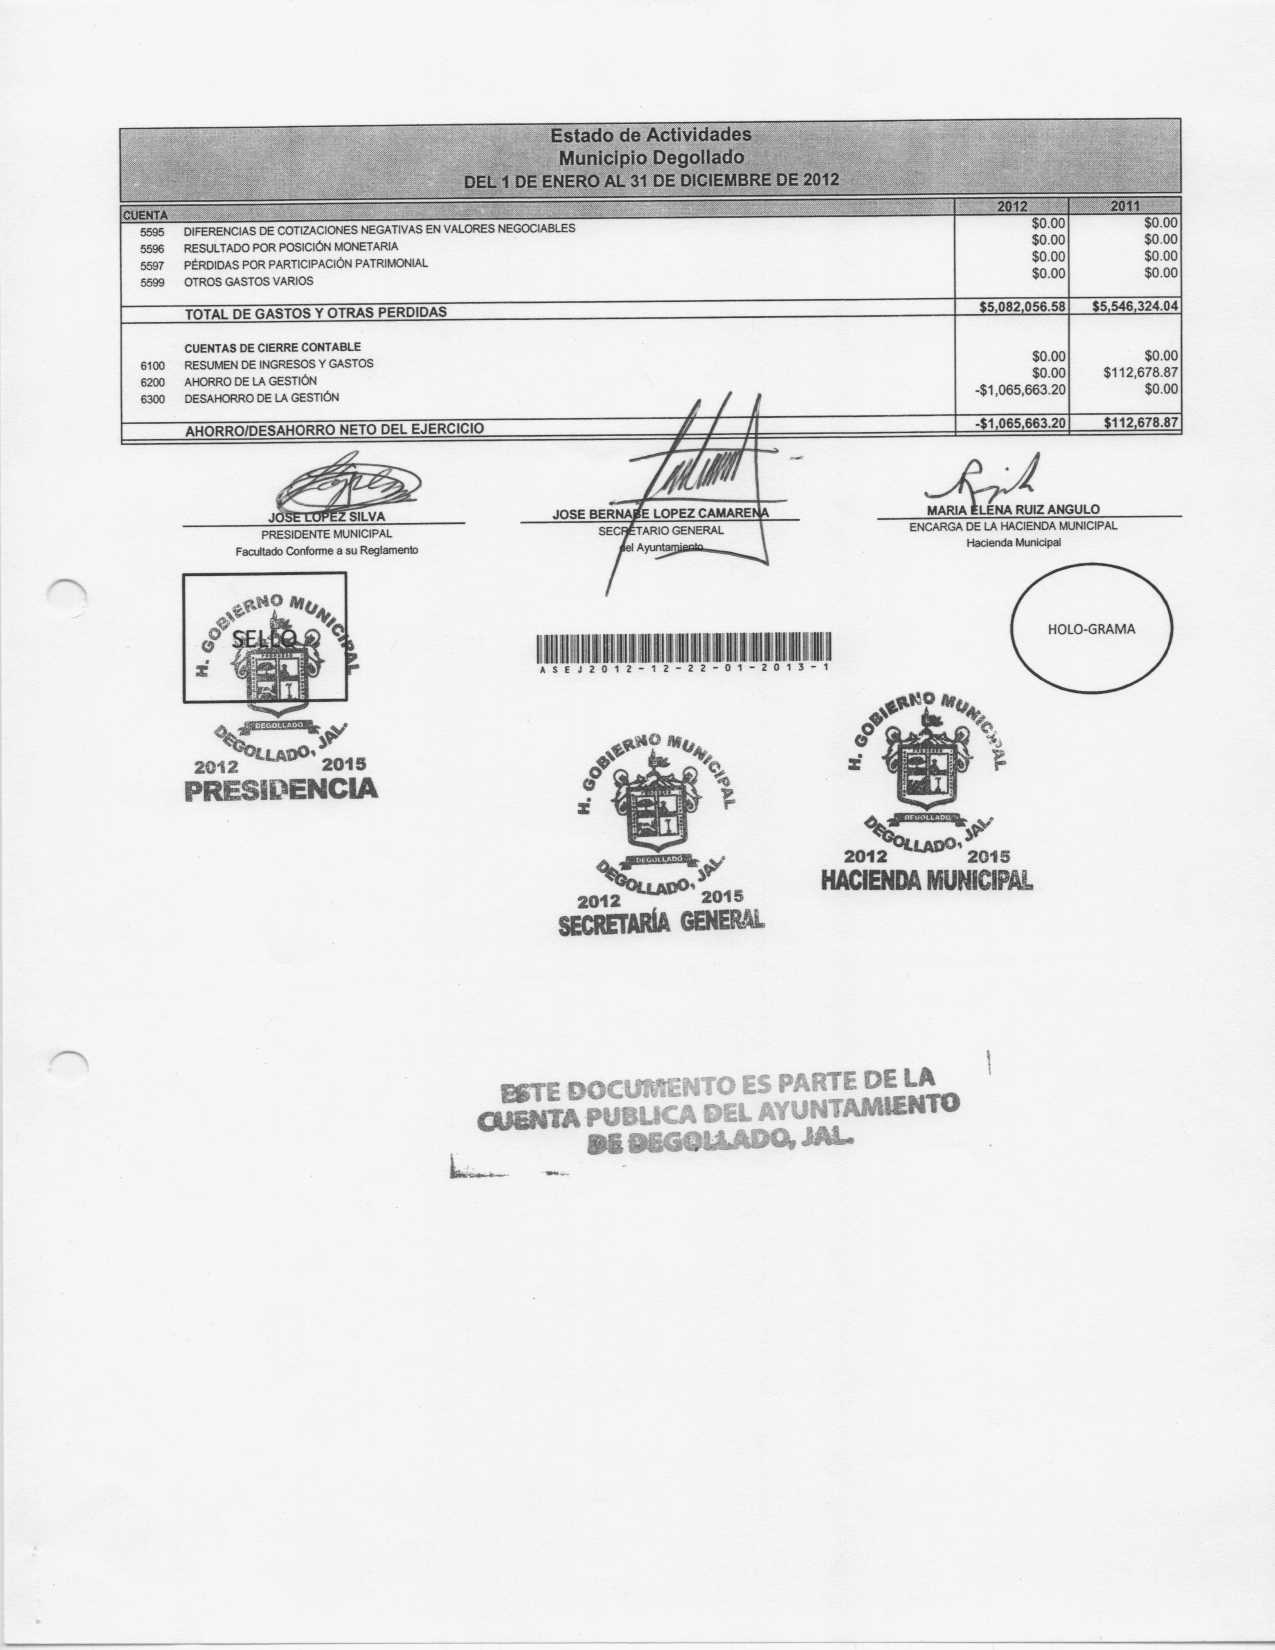 Estado de Actividades
Municipio Degollado
DEL 1 DE ENERO AL 31 DE DICIEMBRE DE 2012
CUENTA 2012 2011
5595 DIFERENCIAS DE COTIZACIONES NEGATIVAS EN VALORES NEGOCIABLES $0.00 $0.00
5596 RESULTADO POR POSICIÓN MONETARIA $0.00 $0.00
5597 PÉRDIDAS POR PARTICIPACIÓN PATRIMONIAL $0.00 $0.00
5599 OTROS GASTOS VARIOS $0.00 $0.00
TOTAL DE GASTOS Y OTRAS PERDIDAS $5,082,056.58 $5,546,324.04
CUENTAS DE CIERRE CONTABLE
6100 RESUMEN DE INGRESOS Y GASTOS $0.00 $0.00
6200 AHORRO DE LA GESTIÓN $0.00 $112,678.87
6300 DESAHORRO DE LA GESTIÓN -$1,065,663.20 $0.00
AHORRO/DESAHORRO NETO DEL EJERCICIO -$1,065,663.20 $112,678.87
JOSE LOPEZ SILVA
PRESIDENTE MUNICIPAL
Facultado Conforme a su Reglamento
JOSE BERNABE LOPEZ CAMARENA
SECRETARIO GENERAL
del Ayuntamiento
MARIA ELENA RUIZ ANGULO
ENCARGA DE LA HACIENDA MUNICIPAL
Hacienda Municipal
SELLO
H. GOBIERNO MUNICIPAL
DEGOLLADO
DEGOLLADO, JAL.
2012 2015
PRESIDENCIA
ASEJ2012-12-22-01-2013-1
HOLO-GRAMA
H. GOBIERNO MUNICIPAL
DEGOLLADO
DEGOLLADO, JAL.
2012 2015
SECRETARÍA GENERAL
H. GOBIERNO MUNICIPAL
DEGOLLADO
DEGOLLADO, JAL.
2012 2015
HACIENDA MUNICIPAL
ESTE DOCUMENTO ES PARTE DE LA
CUENTA PUBLICA DEL AYUNTAMIENTO
DE DEGOLLADO, JAL.